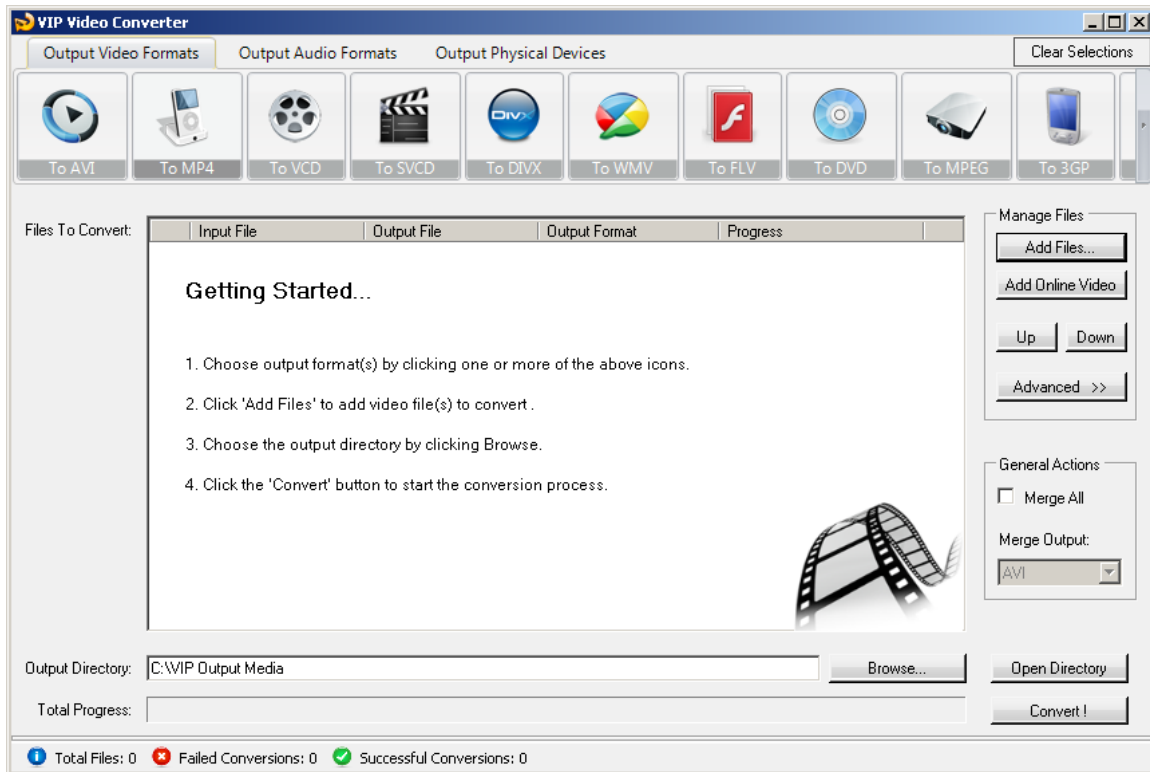 VIP Video Converter
Output Video Formats Output Audio Formats Output Physical Devices Clear Selections
DIVX
To AVI To MP4 To VCD To SVCD To DIVX To WMV To FLV To DVD To MPEG To 3GP
Files To Convert:
Input File Output File Output Format Progress
Getting Started...
1. Choose output format(s) by clicking one or more of the above icons.
2. Click 'Add Files' to add video file(s) to convert .
3. Choose the output directory by clicking Browse.
4. Click the 'Convert' button to start the conversion process.
Manage Files
Add Files...
Add Online Video
Up Down
Advanced >>
General Actions
Merge All
Merge Output:
AVI
Output Directory: C:\VIP Output Media Browse... Open Directory
Total Progress: Convert !
Total Files: 0 Failed Conversions: 0 Successful Conversions: 0